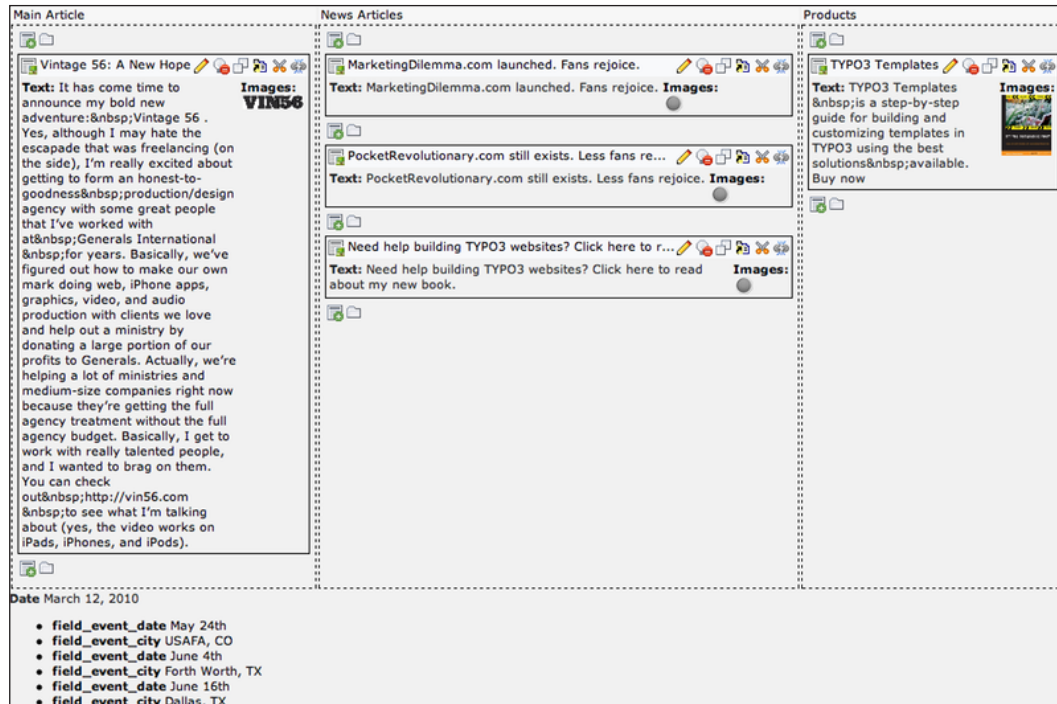 Main Article
Vintage 56: A New Hope
Text: It has come time to
announce my bold new
adventure:&nbsp;Vintage 56 .
Yes, although I may hate the
escapade that was freelancing (on
the side), I’m really excited about
getting to form an honest-to-
goodness&nbsp;production/design
agency with some great people
that I’ve worked with
at&nbsp;Generals International
&nbsp;for years. Basically, we’ve
figured out how to make our own
mark doing web, iPhone apps,
graphics, video, and audio
production with clients we love
and help out a ministry by
donating a large portion of our
profits to Generals. Actually, we’re
helping a lot of ministries and
medium-size companies right now
because they’re getting the full
agency treatment without the full
agency budget. Basically, I get to
work with really talented people,
and I wanted to brag on them.
You can check
out&nbsp;http://vin56.com
&nbsp;to see what I’m talking
about (yes, the video works on
iPads, iPhones, and iPods).
Images:
VIN56
News Articles
MarketingDilemma.com launched. Fans rejoice.
Text: MarketingDilemma.com launched. Fans rejoice. Images:
PocketRevolutionary.com still exists. Less fans re...
Text: PocketRevolutionary.com still exists. Less fans rejoice. Images:
Need help building TYPO3 websites? Click here to r...
Text: Need help building TYPO3 websites? Click here to read
about my new book.
Images:
Products
TYPO3 Templates
Text: TYPO3 Templates
&nbsp;is a step-by-step
guide for building and
customizing templates in
TYPO3 using the best
solutions&nbsp;available.
Buy now
Images:
Date March 12, 2010
field_event_date May 24th
field_event_city USAFA, CO
field_event_date June 4th
field_event_city Forth Worth, TX
field_event_date June 16th
field_event_city Dallas, TX